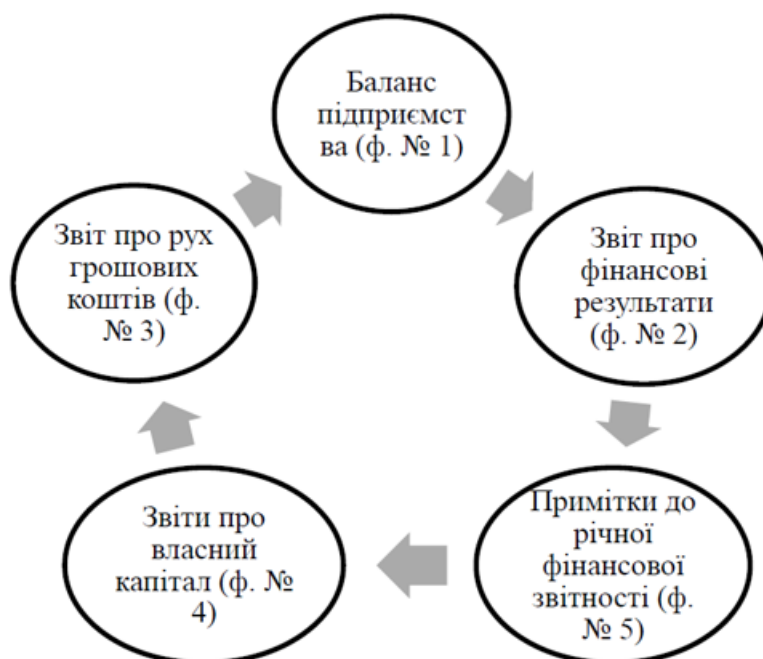 Баланс
підприємст
ва (ф. № 1)
Звіт про
фінансові
результати
(ф. № 2)
Примітки до
річної
фінансової
звітності (ф.
№ 5)
Звіти про
власний
капітал (ф. №
4)
Звіт про рух
грошових
коштів (ф.
№ 3)